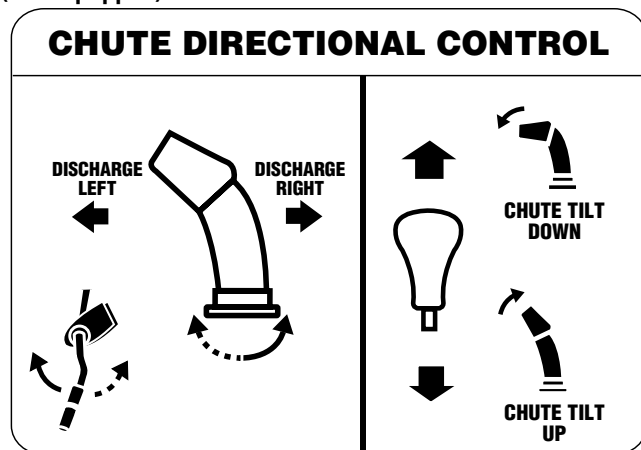 CHUTE DIRECTIONAL CONTROL
DISCHARGE
LEFT
DISCHARGE
RIGHT
CHUTE TILT
DOWN
CHUTE TILT
UP